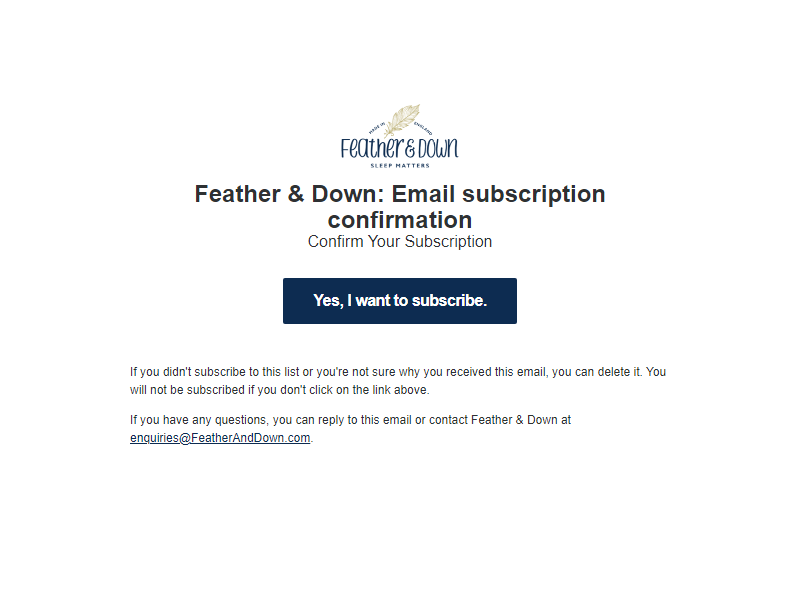 MADE IN ENGLAND
Feather & Down
SLEEP MATTERS
Feather & Down: Email subscription
confirmation
Confirm Your Subscription
Yes, I want to subscribe.
If you didn't subscribe to this list or you're not sure why you received this email, you can delete it. You
will not be subscribed if you don't click on the link above.
If you have any questions, you can reply to this email or contact Feather & Down at
enquiries@FeatherAndDown.com.